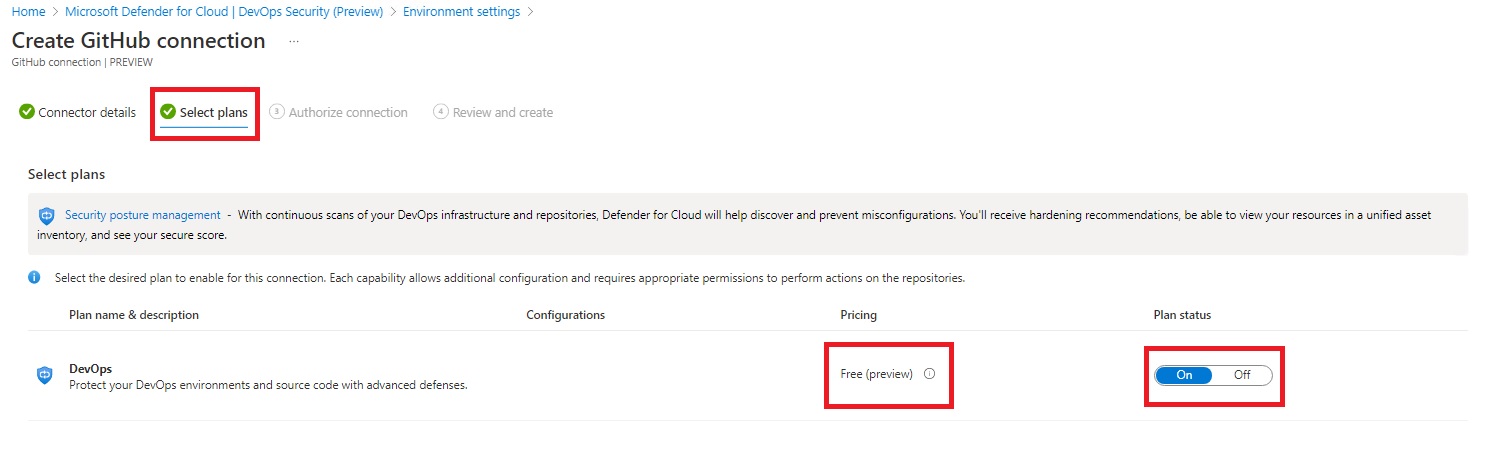 Home > Microsoft Defender for Cloud | DevOps Security (Preview) > Environment settings >
Create GitHub connection ...
GitHub connection | PREVIEW
Connector details Select plans 3 Authorize connection 4 Review and create
Select plans
Security posture management - With continuous scans of your DevOps infrastructure and repositories, Defender for Cloud will help discover and prevent misconfigurations. You'll receive hardening recommendations, be able to view your resources in a unified asset
inventory, and see your secure score.
Select the desired plan to enable for this connection. Each capability allows additional configuration and requires appropriate permissions to perform actions on the repositories.
Plan name & description Configurations Pricing Plan status
DevOps
Protect your DevOps environments and source code with advanced defenses.
Free (preview)
On Off